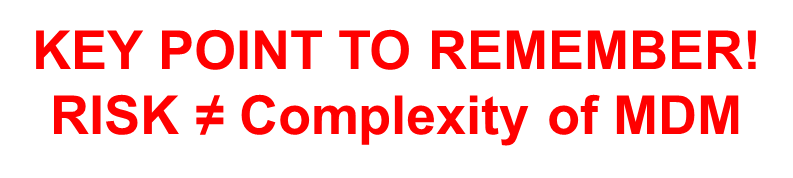 KEY POINT TO REMEMBER!
RISK ≠ Complexity of MDM